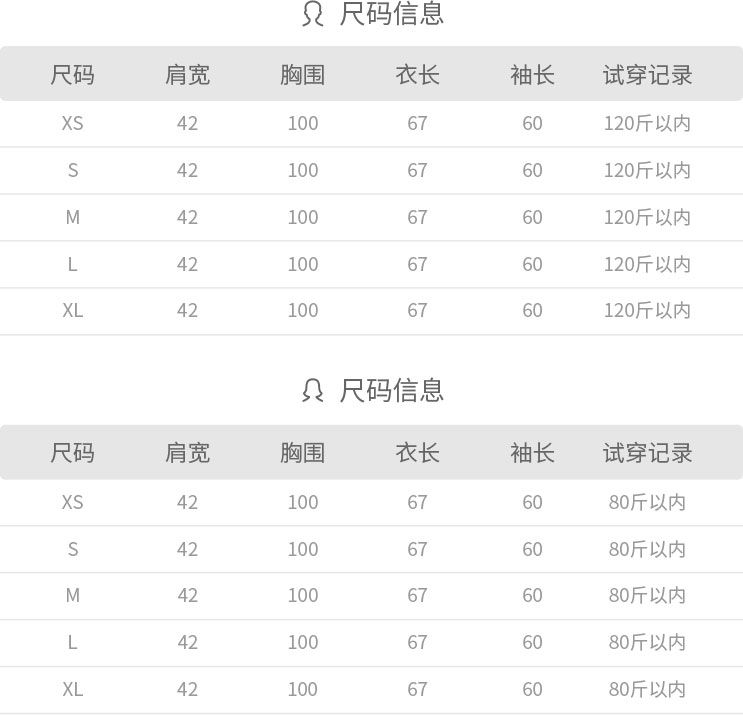 尺码信息
尺码 肩宽 胸围 衣长 袖长 试穿记录
XS 42 100 67 60 120斤以内
S 42 100 67 60 120斤以内
M 42 100 67 60 120斤以内
L 42 100 67 60 120斤以内
XL 42 100 67 60 120斤以内
尺码信息
尺码 肩宽 胸围 衣长 袖长 试穿记录
XS 42 100 67 60 80斤以内
S 42 100 67 60 80斤以内
M 42 100 67 60 80斤以内
L 42 100 67 60 80斤以内
XL 42 100 67 60 80斤以内